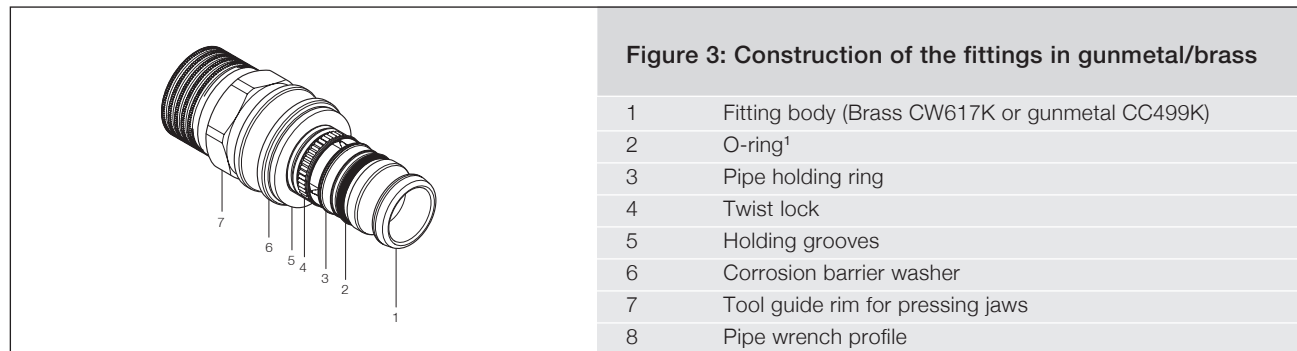 7
6
5
4
3
2
1
Figure 3: Construction of the fittings in gunmetal/brass
1 Fitting body (Brass CW617K or gunmetal CC499K)
2 O-ring¹
3 Pipe holding ring
4 Twist lock
5 Holding grooves
6 Corrosion barrier washer
7 Tool guide rim for pressing jaws
8 Pipe wrench profile